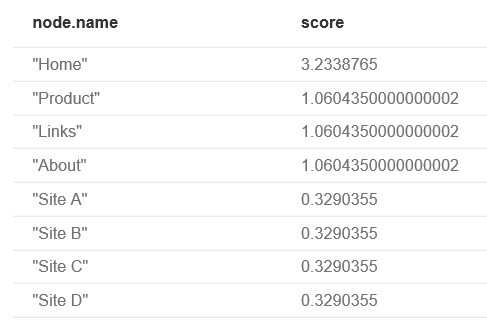 node.name score
"Home" 3.2338765
"Product" 1.0604350000000002
"Links" 1.0604350000000002
"About" 1.0604350000000002
"Site A" 0.3290355
"Site B" 0.3290355
"Site C" 0.3290355
"Site D" 0.3290355